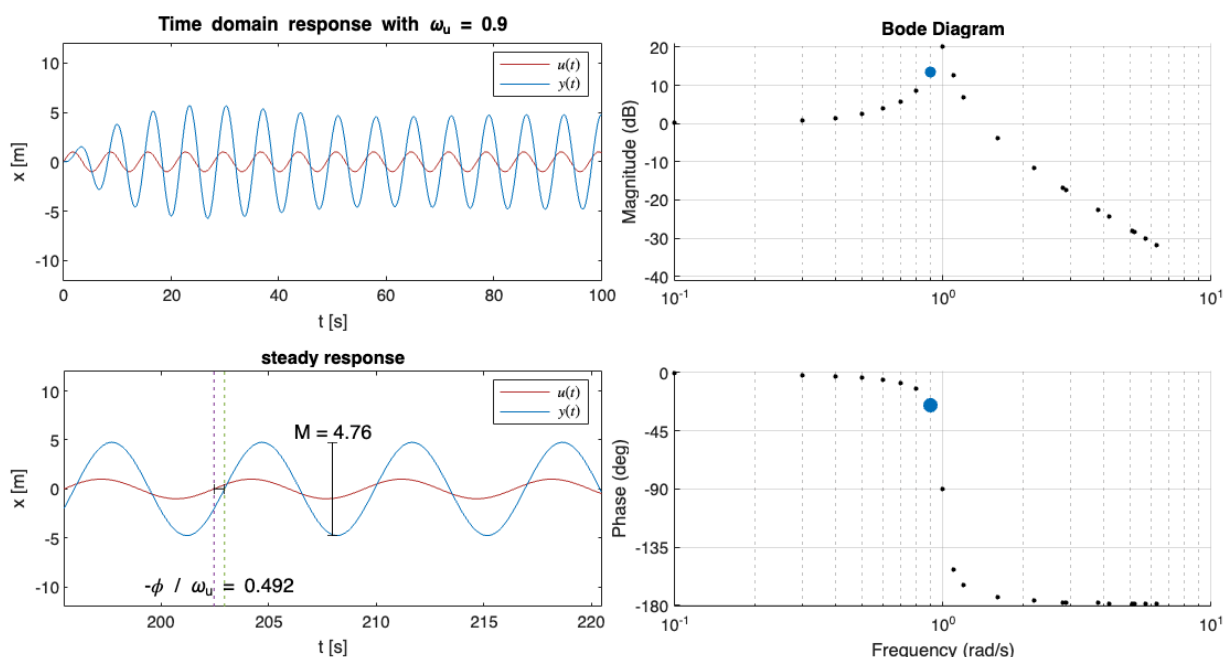 Time domain response with ωu = 0.9
10
5
0
-5
-10
x [m]
0
20
40
60
80
100
t [s]
u(t)
y(t)
Bode Diagram
20
10
0
-10
-20
-30
-40
Magnitude (dB)
10-1
100
101
steady response
10
5
0
-5
-10
x [m]
200
205
210
215
220
t [s]
u(t)
y(t)
M = 4.76
-ϕ / ωu = 0.492
0
-45
-90
-135
-180
Phase (deg)
10-1
100
101
Frequency (rad/s)